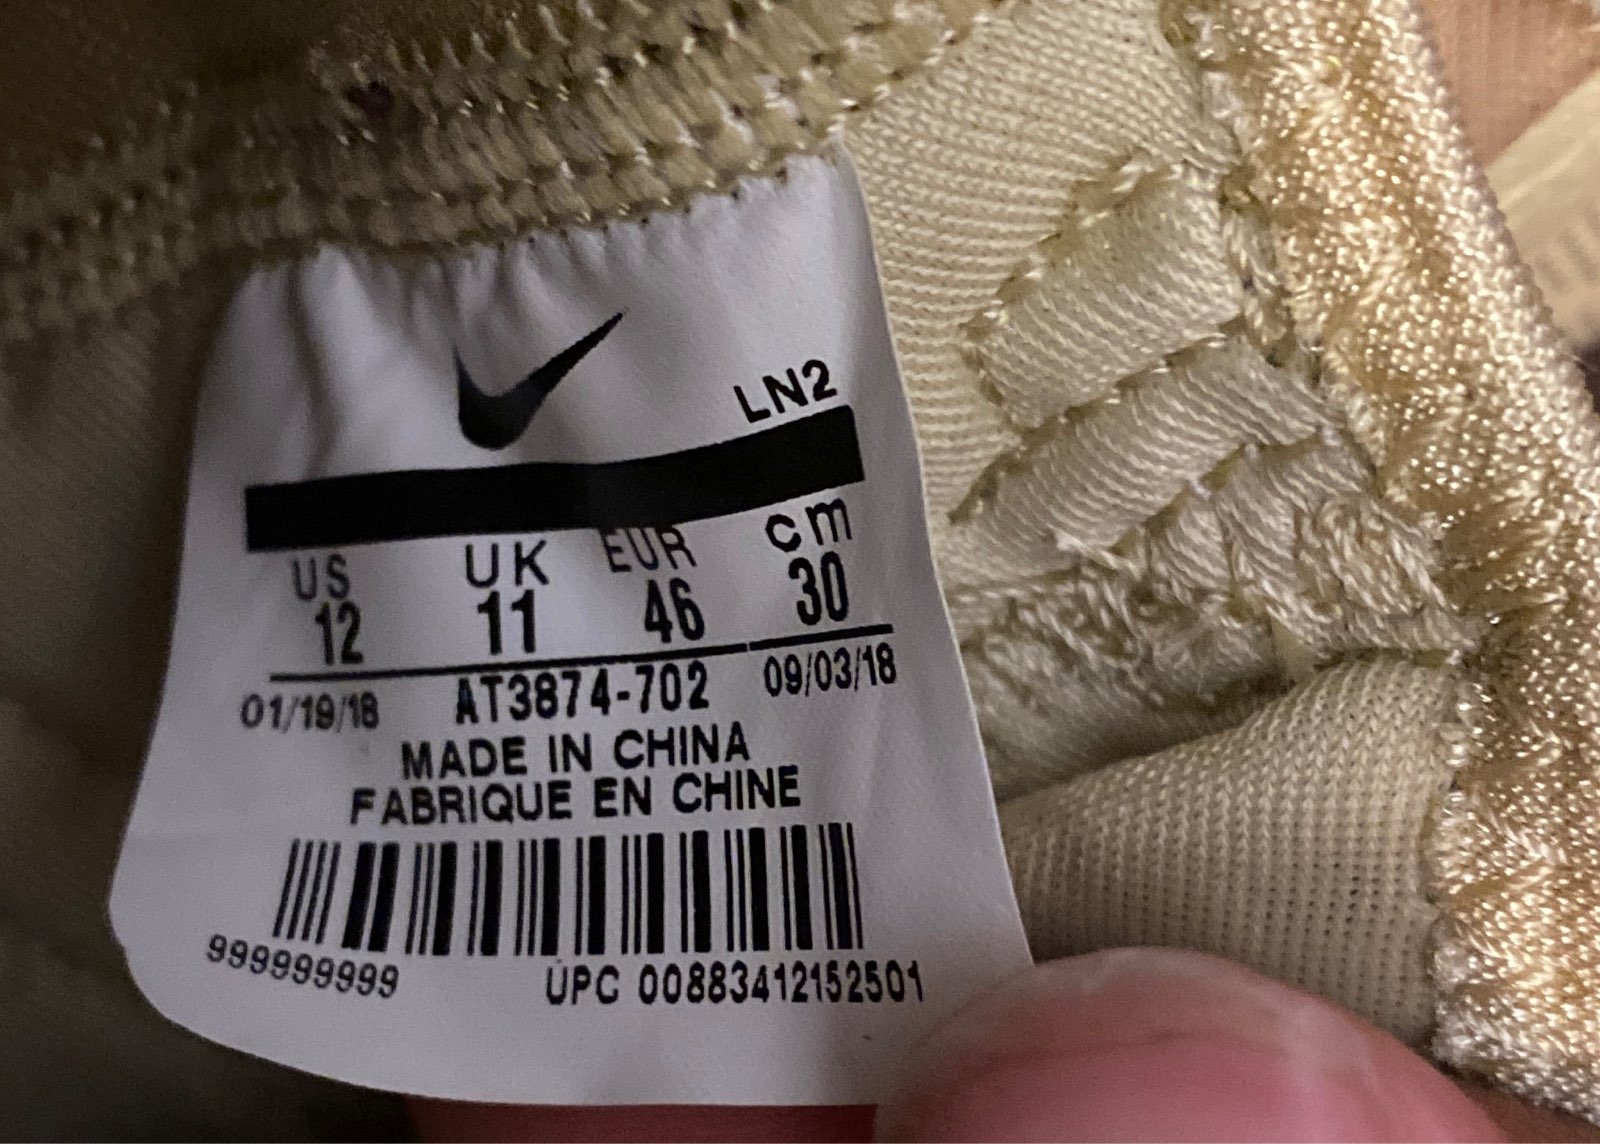 LN2
US UK EUR cm
12 11 46 30
01/19/18 AT3874-702 09/03/18
MADE IN CHINA
FABRIQUE EN CHINE
999999999 UPC 00883412152501